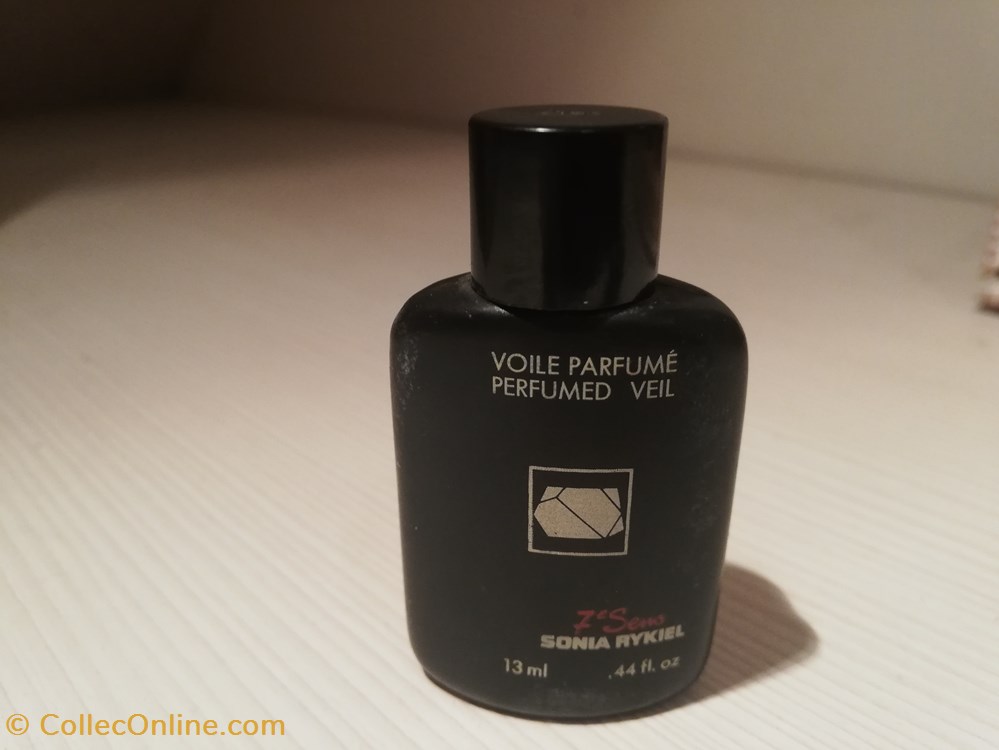 VOILE PARFUMÉ
PERFUMED VEIL
7e Sens
SONIA RYKIEL
13 ml .44 fl. oz
© CollecOnline.com